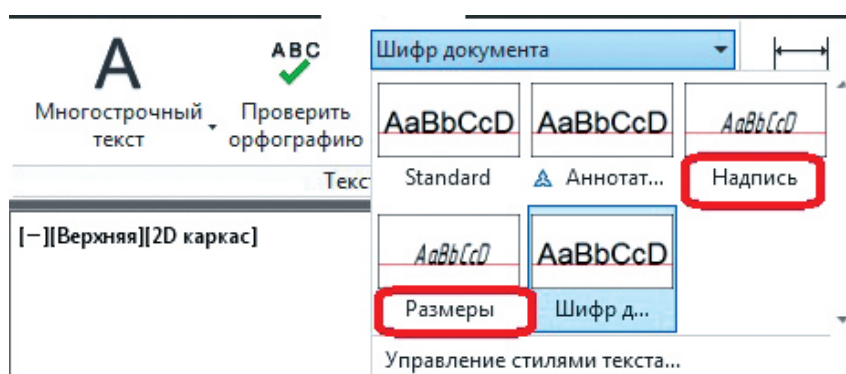 Шифр документа
A
ABC
Многострочный
текст
Проверить
орфографию
Текс
AaBbCcD
AaBbCcD
AaBbCcD
Standard
Аннотат...
Надпись
AaBbCcD
AaBbCcD
Размеры
Шифр д...
Управление стилями текста...
[−][Верхняя][2D каркас]